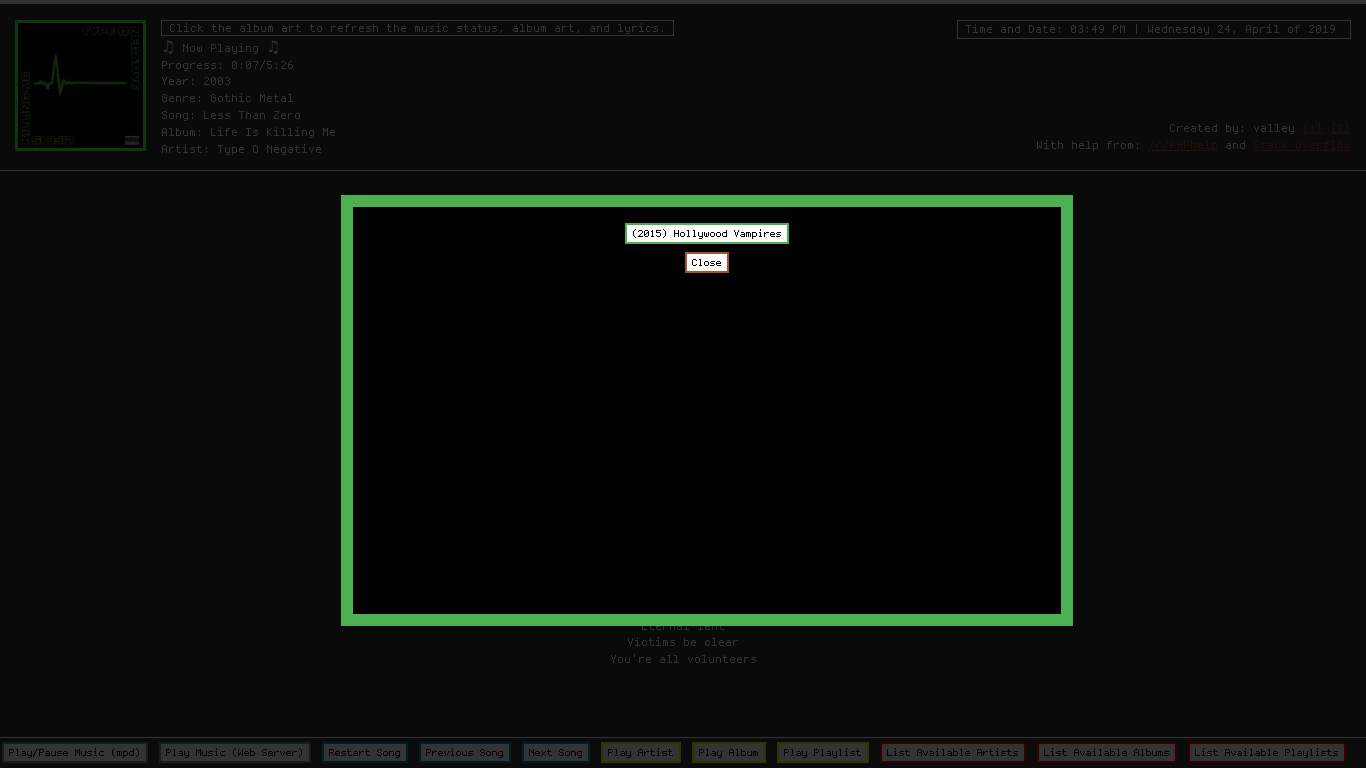 Click the album art to refresh the music status, album art, and lyrics.
Time and Date: 03:49 PM | Wednesday 24, April of 2019
♫ Now Playing ♫
Progress: 0:07/5:26
Year: 2003
Genre: Gothic Metal
Song: Less Than Zero
Album: Life Is Killing Me
Artist: Type O Negative
TYPE O
NEGATIVE
LIFE IS
KILLING ME
Created by: valley [1] [2]
With help from: /r/PHPhelp and Stack Overflow
(2015) Hollywood Vampires
Close
Victims be clear
You're all volunteers
Play/Pause Music (mpd)
Play Music (Web Server)
Restart Song
Previous Song
Next Song
Play Artist
Play Album
Play Playlist
List Available Artists
List Available Albums
List Available Playlists